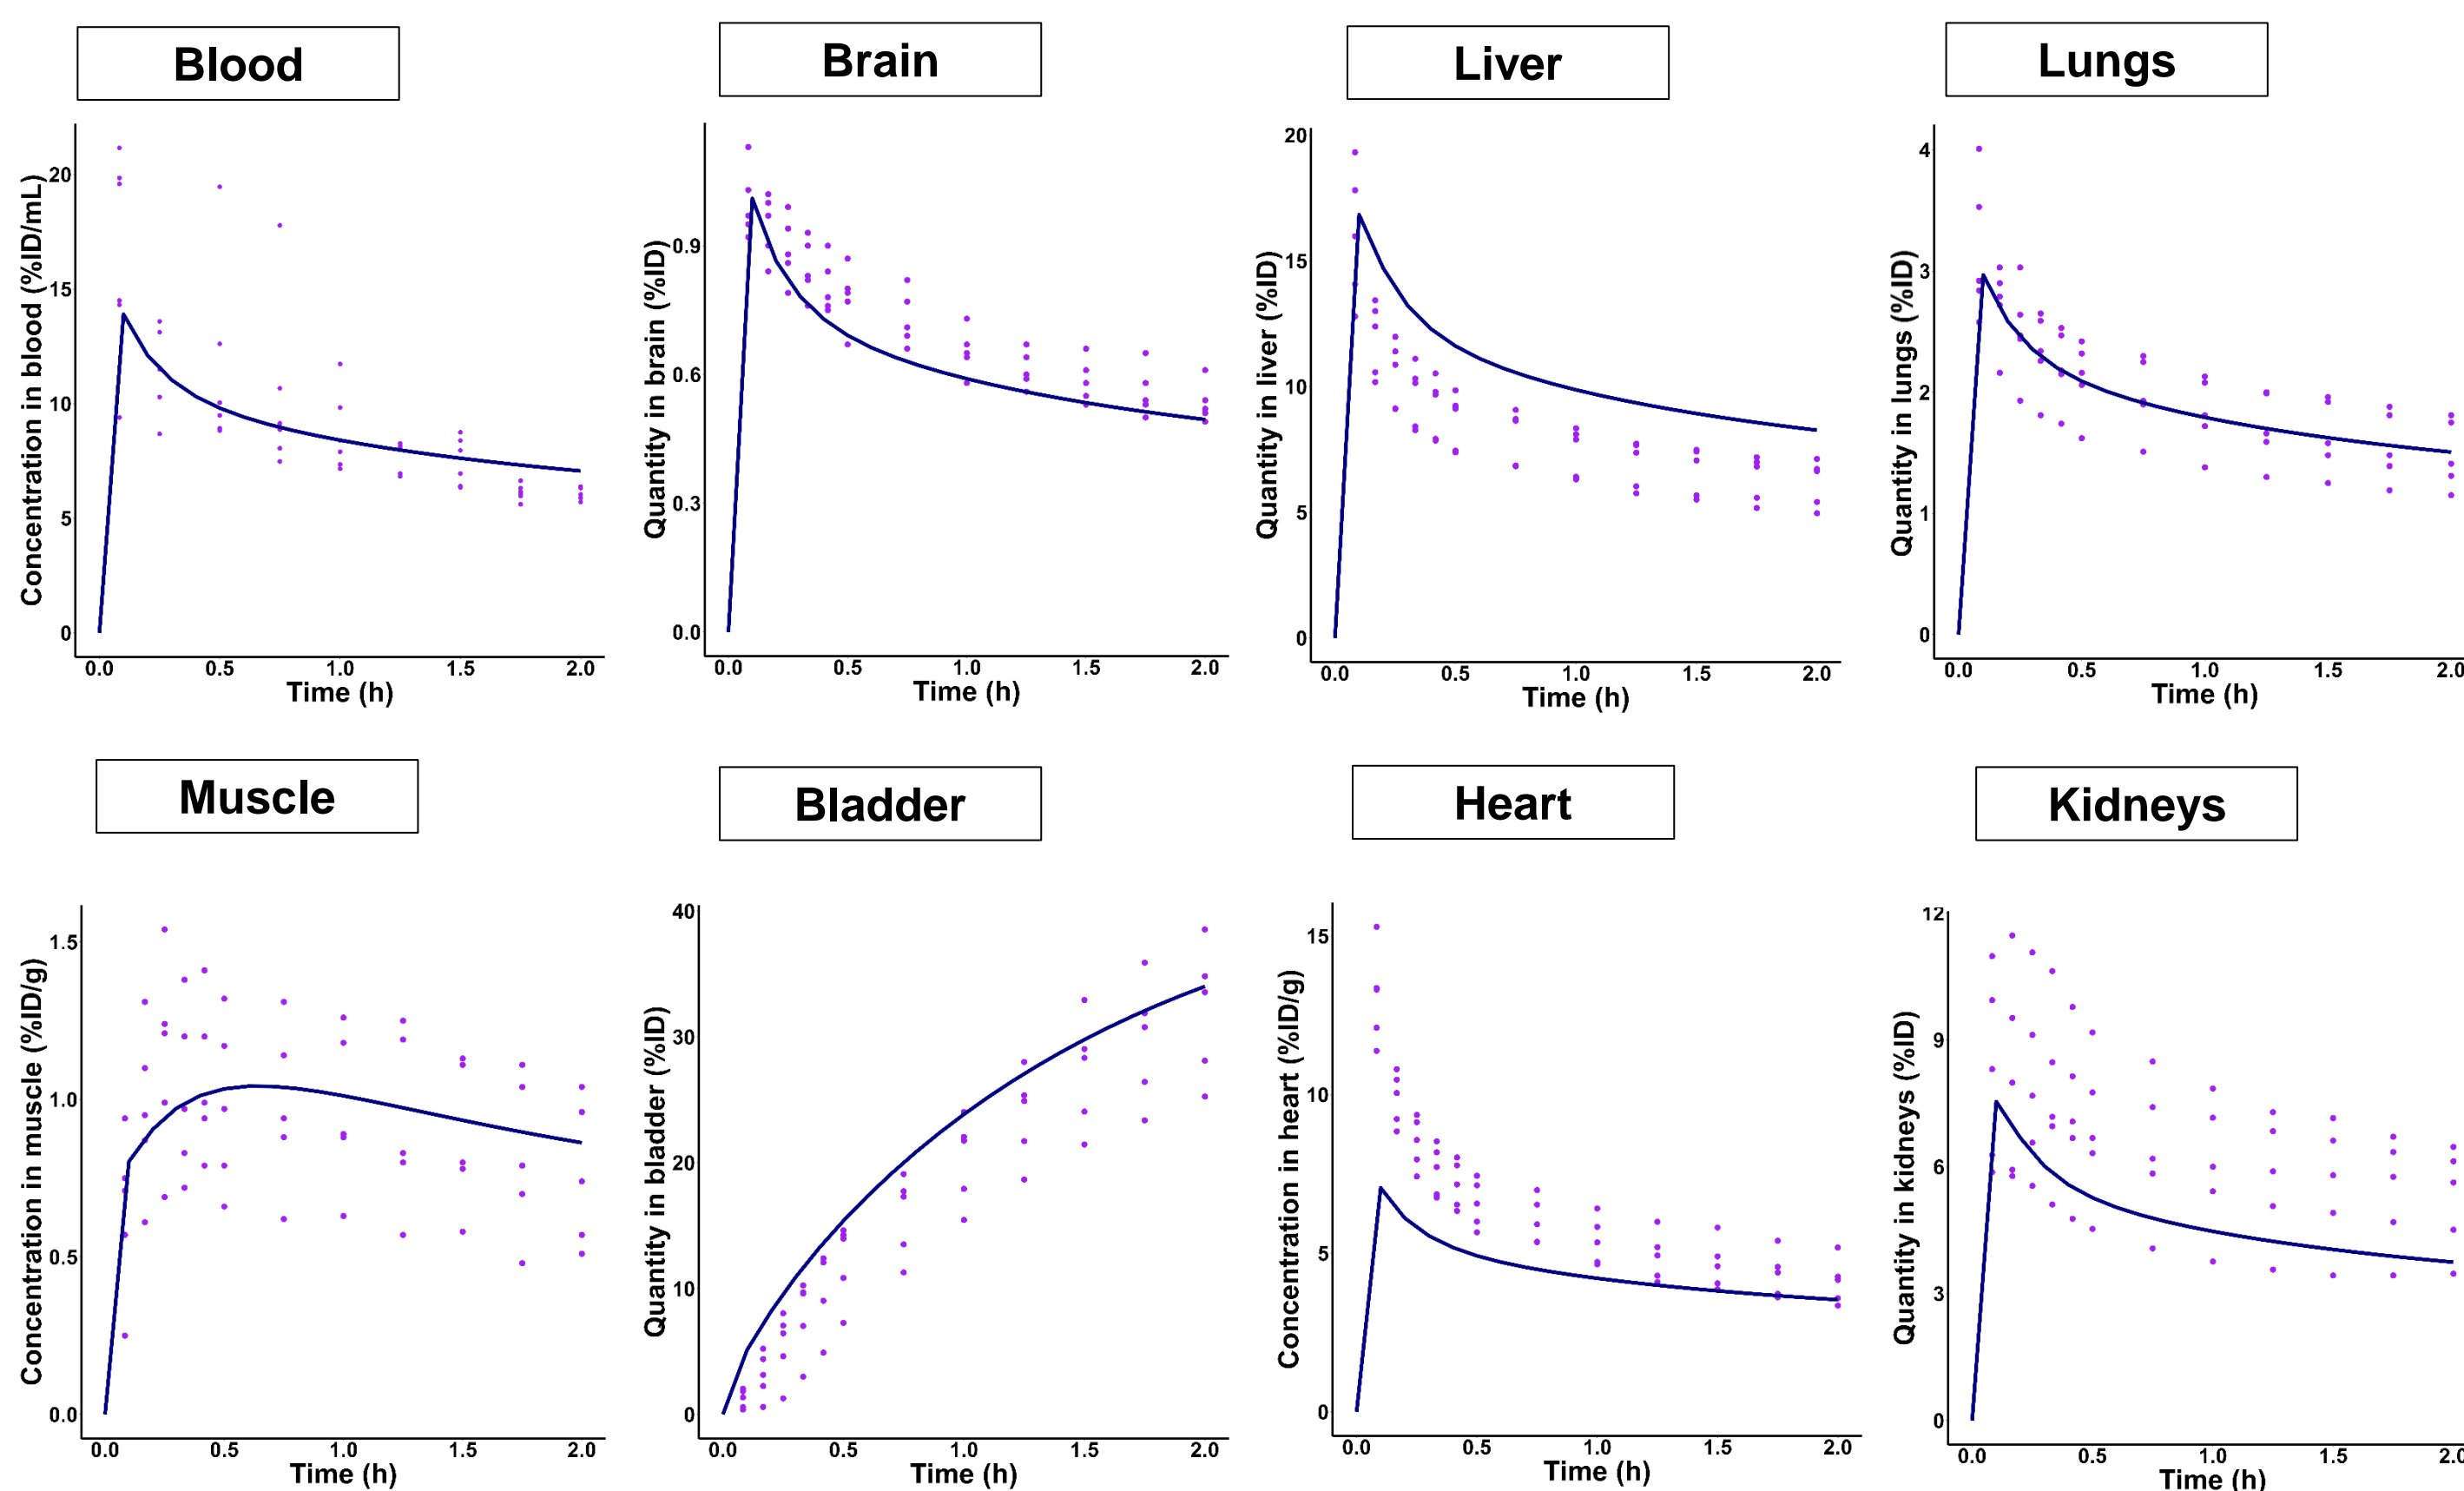 Blood
Brain
Liver
Lungs
Concentration in blood (%ID/mL)
20
15
10
5
0
0.0 0.5 1.0 1.5 2.0
Time (h)
Quantity in brain (%ID)
0.9
0.6
0.3
0.0
0.0 0.5 1.0 1.5 2.0
Time (h)
Quantity in liver (%ID)
20
15
10
5
0
0.0 0.5 1.0 1.5 2.0
Time (h)
Quantity in lungs (%ID)
4
3
2
1
0
0.0 0.5 1.0 1.5 2.0
Time (h)
Muscle
Bladder
Heart
Kidneys
Concentration in muscle (%ID/g)
1.5
1.0
0.5
0.0
0.0 0.5 1.0 1.5 2.0
Time (h)
Quantity in bladder (%ID)
40
30
20
10
0
0.0 0.5 1.0 1.5 2.0
Time (h)
Concentration in heart (%ID/g)
15
10
5
0
0.0 0.5 1.0 1.5 2.0
Time (h)
Quantity in kidneys (%ID)
12
9
6
3
0
0.0 0.5 1.0 1.5 2.0
Time (h)